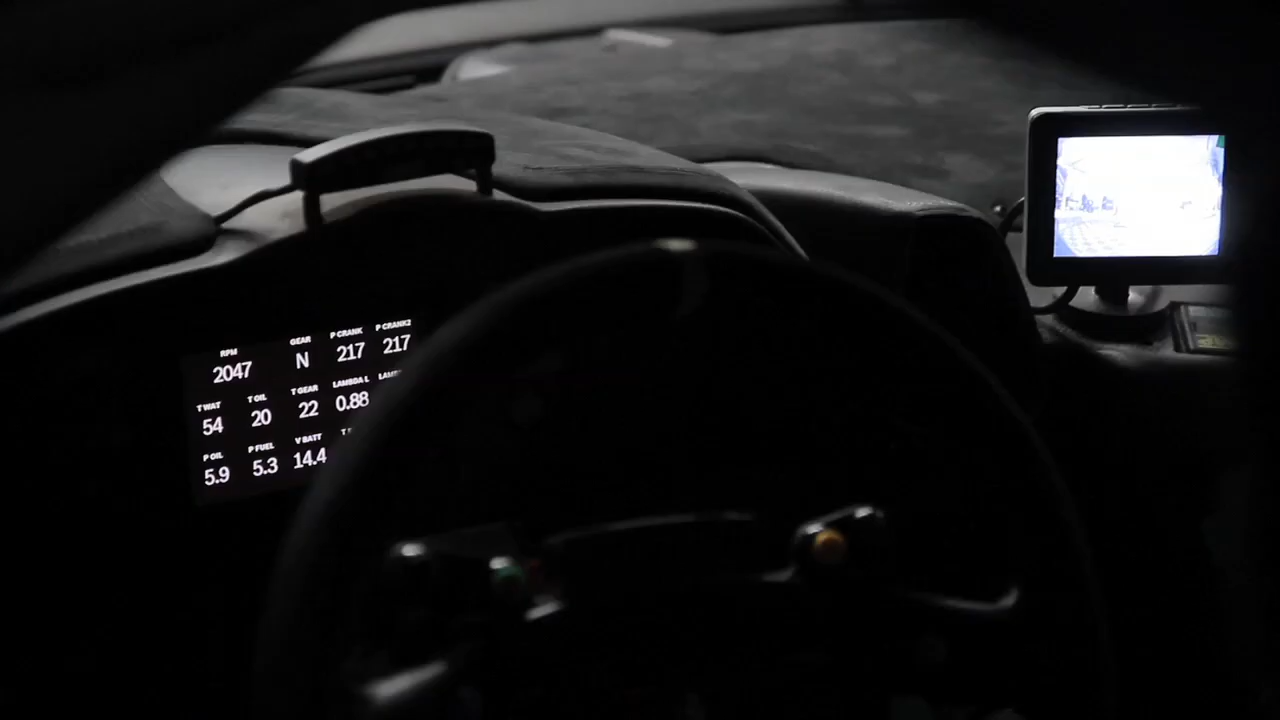 RPM GEAR P CRANK P CRANK2
2047 N 217 217
T WAT T OIL T GEAR LAMBDA L
54 20 22 0.88
P OIL P FUEL V BATT
5.9 5.3 14.4